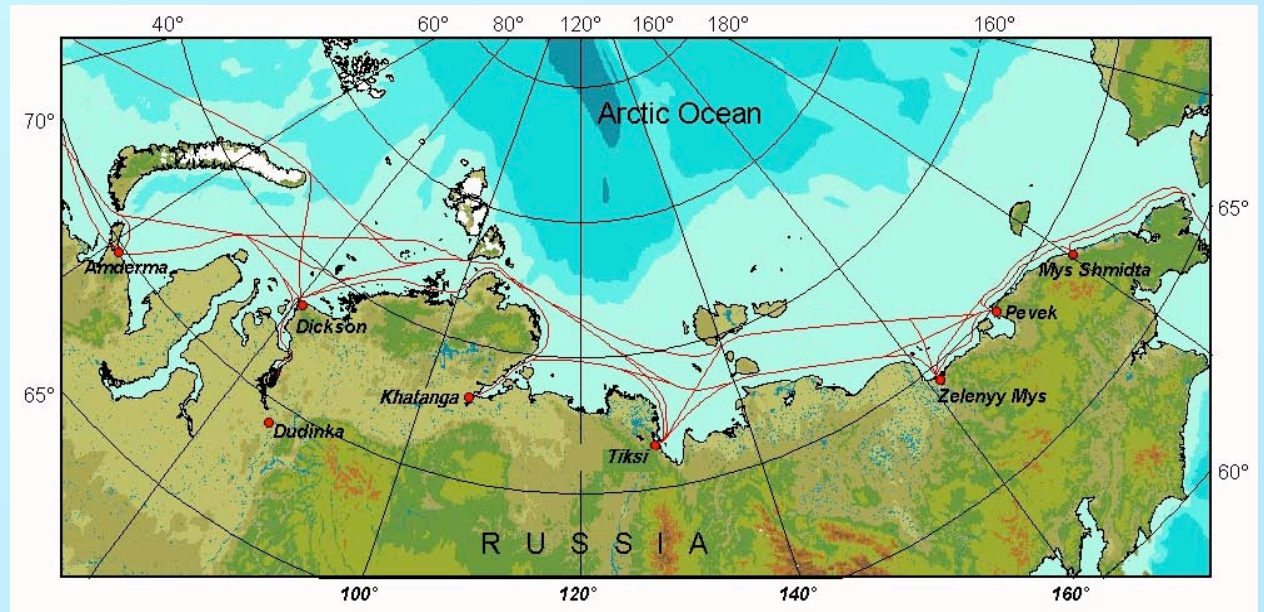 40° 60° 80° 120° 160° 180° 160°
Arctic Ocean
70°
65°
Amderma
Mys Shmidta
Dickson
Pevek
65°
Khatanga
Zelenyy Mys
Dudinka
Tiksi
60°
RUSSIA
100° 120° 140° 160°